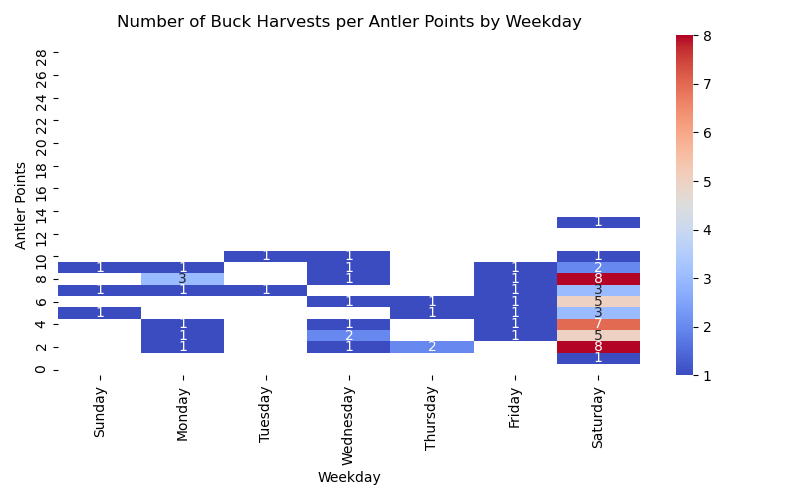 Number of Buck Harvests per Antler Points by Weekday
Antler Points
28
26
24
22
20
18
16
14
12
10
8
6
4
2
0
1
1 1 1
1 1 1 1 2
3 1 1 8
1 1 1 1 3
1 1 1 5
1 1 1 3
1 1 1 7
1 2 1 5
1 1 2 8
1
Sunday
Monday
Tuesday
Wednesday
Thursday
Friday
Saturday
Weekday
8
7
6
5
4
3
2
1